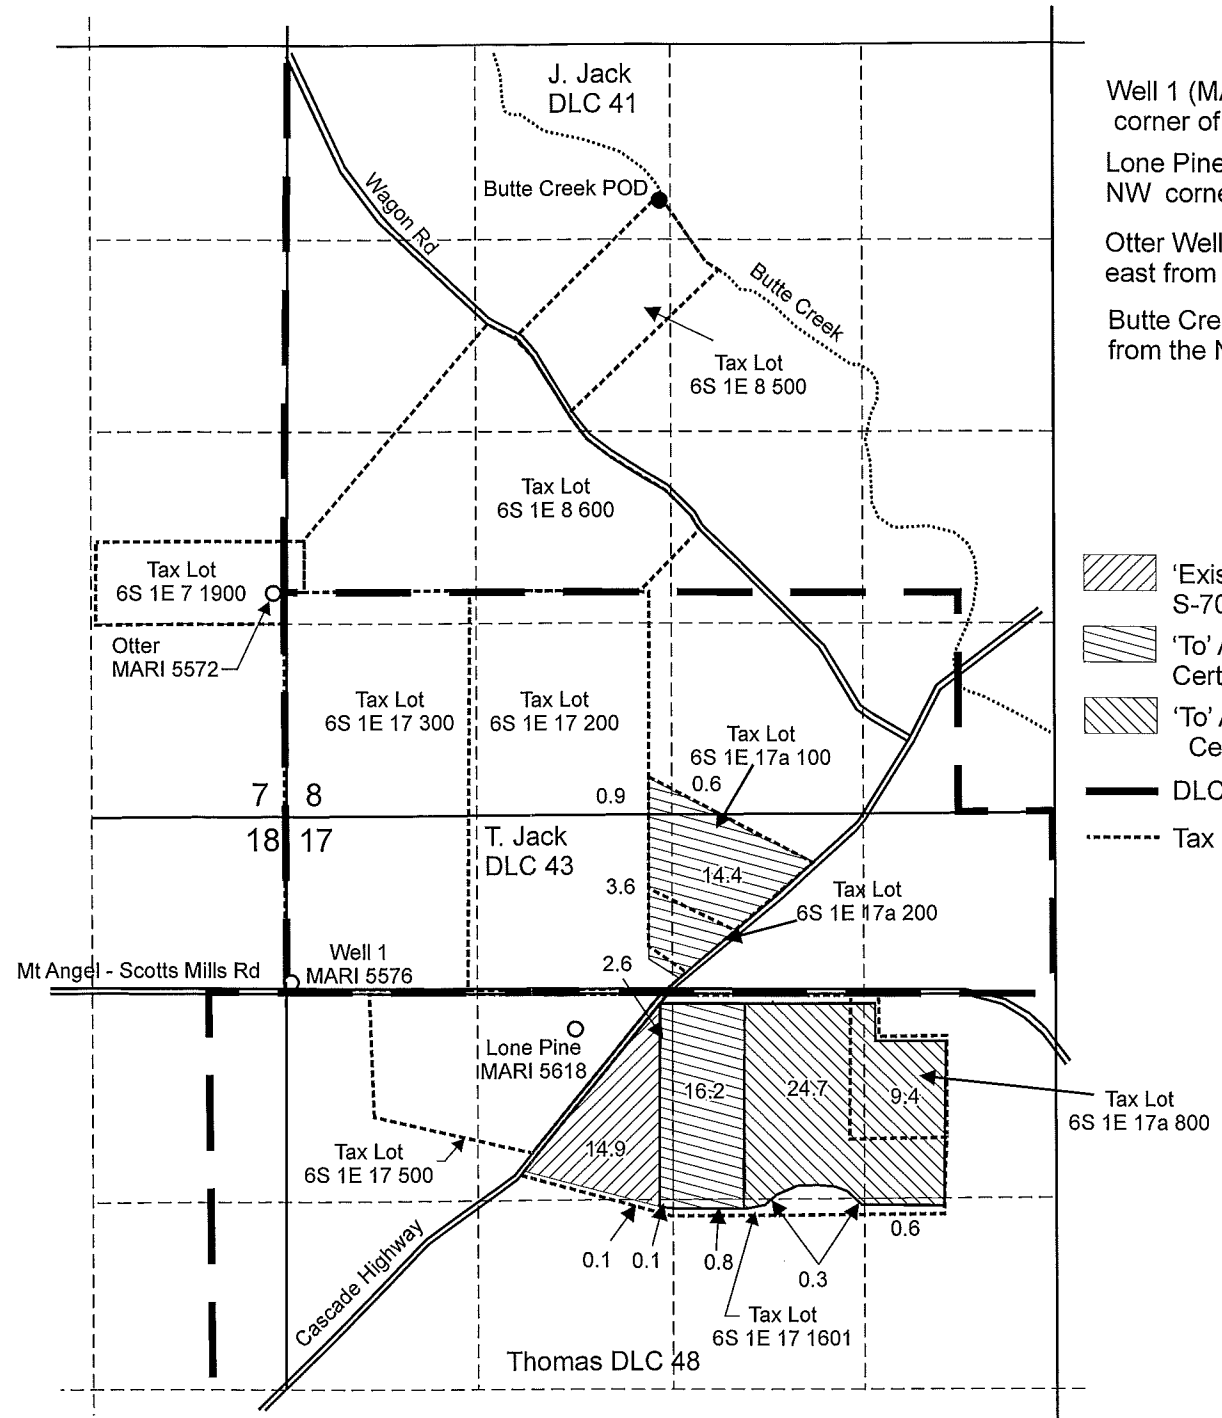 J. Jack
DLC 41
Well 1 (MA
corner of
Lone Pine
NW corne
Otter Well
east from
Butte Cre
from the N
Butte Creek POD
Wagon Rd
Butte Creek
Tax Lot
6S 1E 8 500
Tax Lot
6S 1E 8 600
Tax Lot
6S 1E 7 1900
Otter
MARI 5572
'Exis
S-70
'To' A
Cert
'To' A
Ce
DLC
Tax
Tax Lot
6S 1E 17 300
Tax Lot
6S 1E 17 200
Tax Lot
6S 1E 17a 100
0.6
0.9
7 8
18 17
T. Jack
DLC 43
14.4
3.6
Tax Lot
6S 1E 17a 200
Well 1
MARI 5576
Mt Angel - Scotts Mills Rd
2.6
Lone Pine
MARI 5618
16.2
24.7
9.4
Tax Lot
6S 1E 17a 800
14.9
Tax Lot
6S 1E 17 500
0.1
0.1
0.8
0.3
0.6
Cascade Highway
Tax Lot
6S 1E 17 1601
Thomas DLC 48